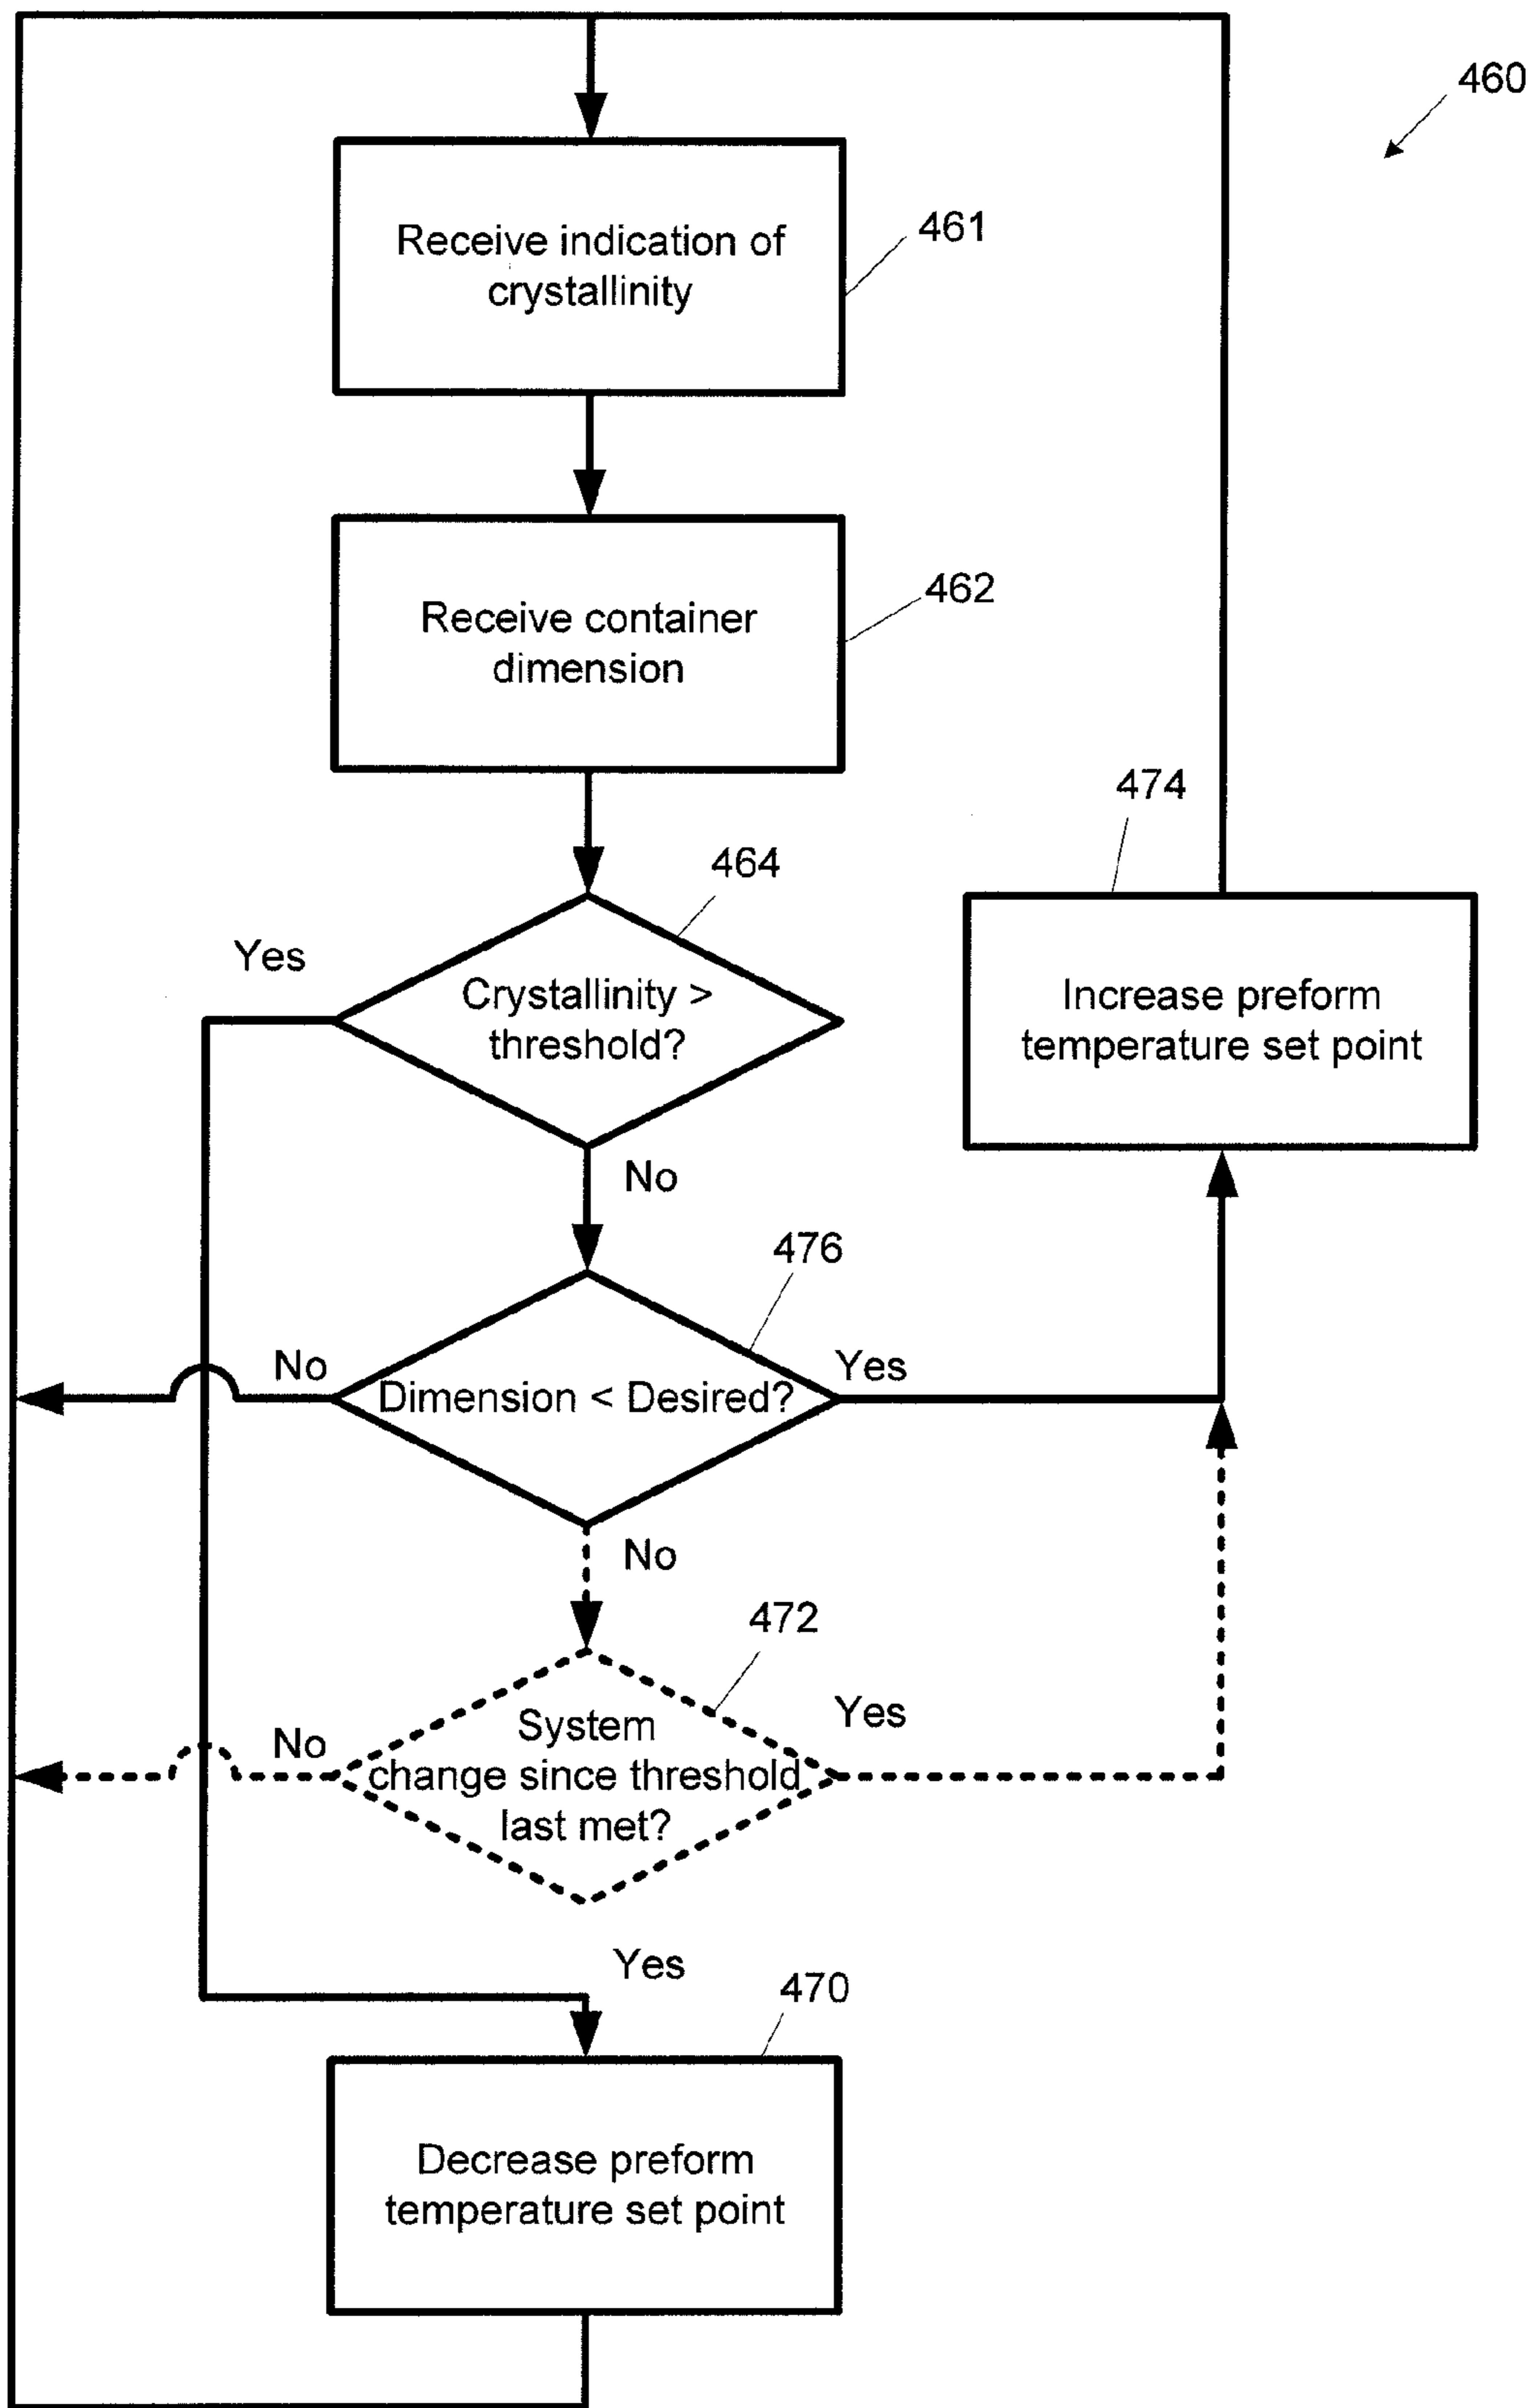 460
Receive indication of
crystallinity
461
Receive container
dimension
462
464
Yes
Crystallinity >
threshold?
No
474
Increase preform
temperature set point
476
No
Dimension < Desired?
Yes
No
472
No
System
change since threshold
last met?
Yes
Yes
470
Decrease preform
temperature set point